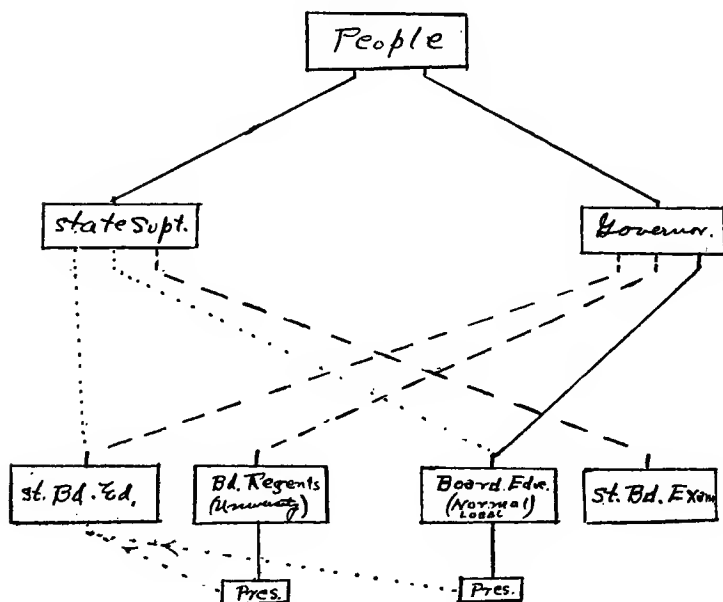 People
State Supt.
Governor.
St. Bd. Ed.
Bd. Regents
(University)
Board. Edu.
(Normal)
LOCAL
St. Bd. Exam
Pres.
Pres.